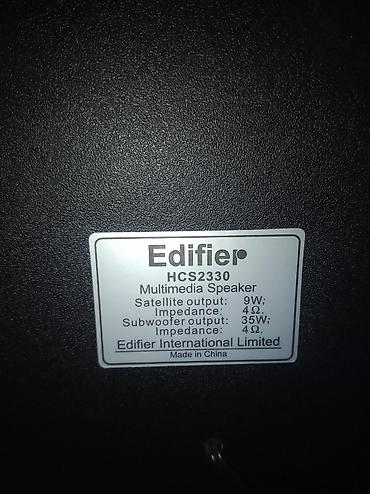 Edifier
HCS2330
Multimedia Speaker
Satellite output: 9W;
Impedance; 4Ω.
Subwoofer output: 35W;
Impedance: 4Ω.
Edifier International Limited
Made in China